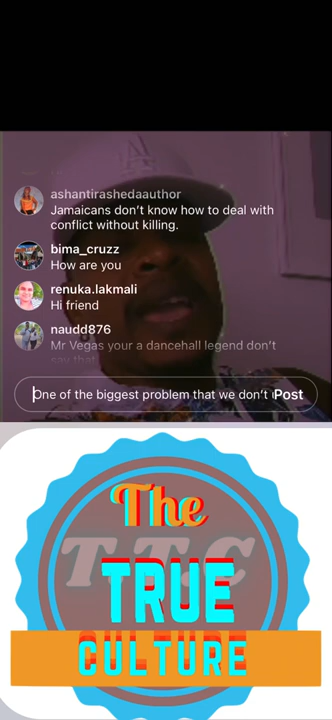 ashantirashedaauthor
Jamaicans don't know how to deal with
conflict without killing.
bima_cruzz
How are you
renuka.lakmali
Hi friend
naudd876
Mr Vegas your a dancehall legend don't
say that
One of the biggest problem that we don't Post
The
T.T.C
TRUE
CULTURE